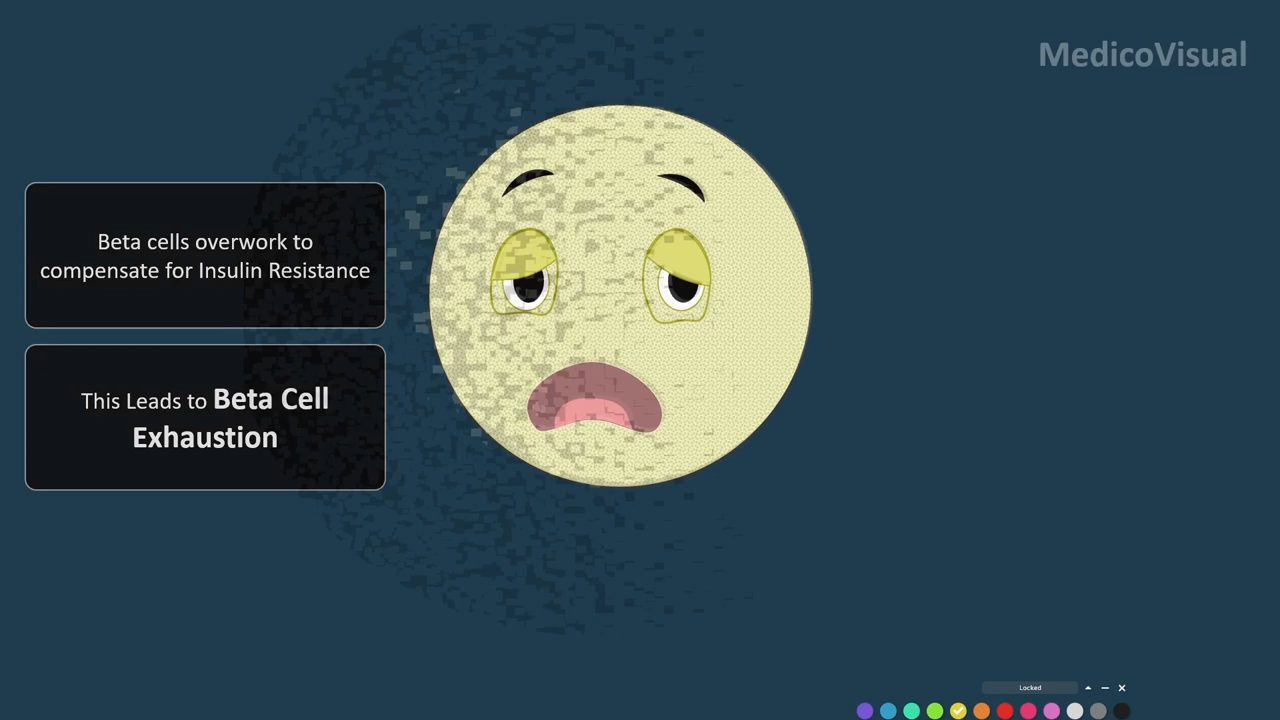 MedicoVisual
Beta cells overwork to
compensate for Insulin Resistance
This Leads to Beta Cell
Exhaustion
Locked